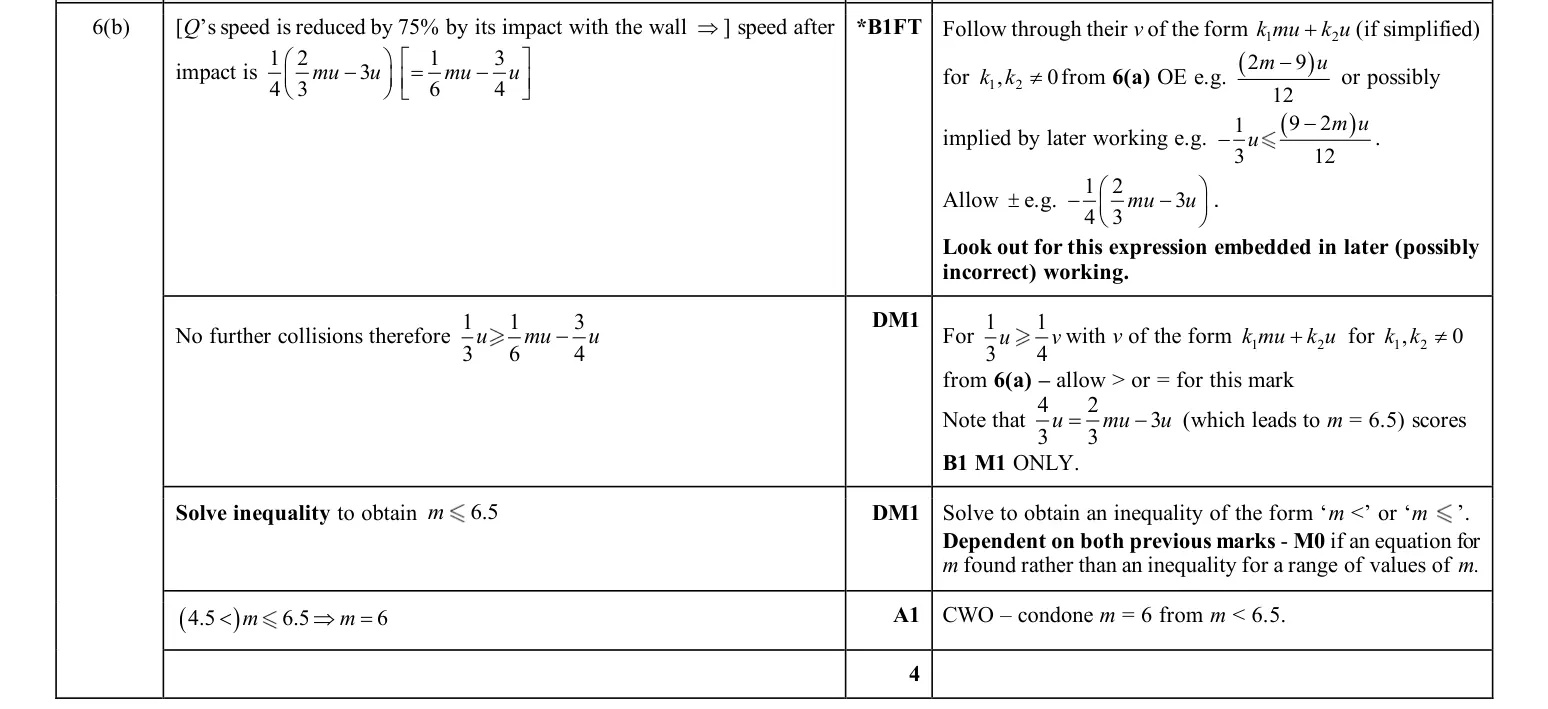 6(b)
[Q’s speed is reduced by 75% by its impact with the wall ⇒ ] speed after
impact is 1/4(2/3 mu − 3u) [= 1/6 mu − 3/4 u]
*B1FT
Follow through their v of the form k₁mu + k₂u (if simplified)
for k₁, k₂ ≠ 0 from 6(a) OE e.g. (2m − 9)u/12 or possibly
implied by later working e.g. −1/3 u ⩽ (9 − 2m)u/12 .
Allow ± e.g. −1/4(2/3 mu − 3u) .
Look out for this expression embedded in later (possibly
incorrect) working.
No further collisions therefore 1/3 u ⩾ 1/6 mu − 3/4 u
DM1
For 1/3 u ⩾ 1/4 v with v of the form k₁mu + k₂u for k₁, k₂ ≠ 0
from 6(a) – allow > or = for this mark
Note that 4/3 u = 2/3 mu − 3u (which leads to m = 6.5) scores
B1 M1 ONLY.
Solve inequality to obtain m ⩽ 6.5
DM1
Solve to obtain an inequality of the form ‘m <’ or ‘m ⩽’.
Dependent on both previous marks - M0 if an equation for
m found rather than an inequality for a range of values of m.
(4.5 <) m ⩽ 6.5 ⇒ m = 6
A1
CWO – condone m = 6 from m < 6.5.
4